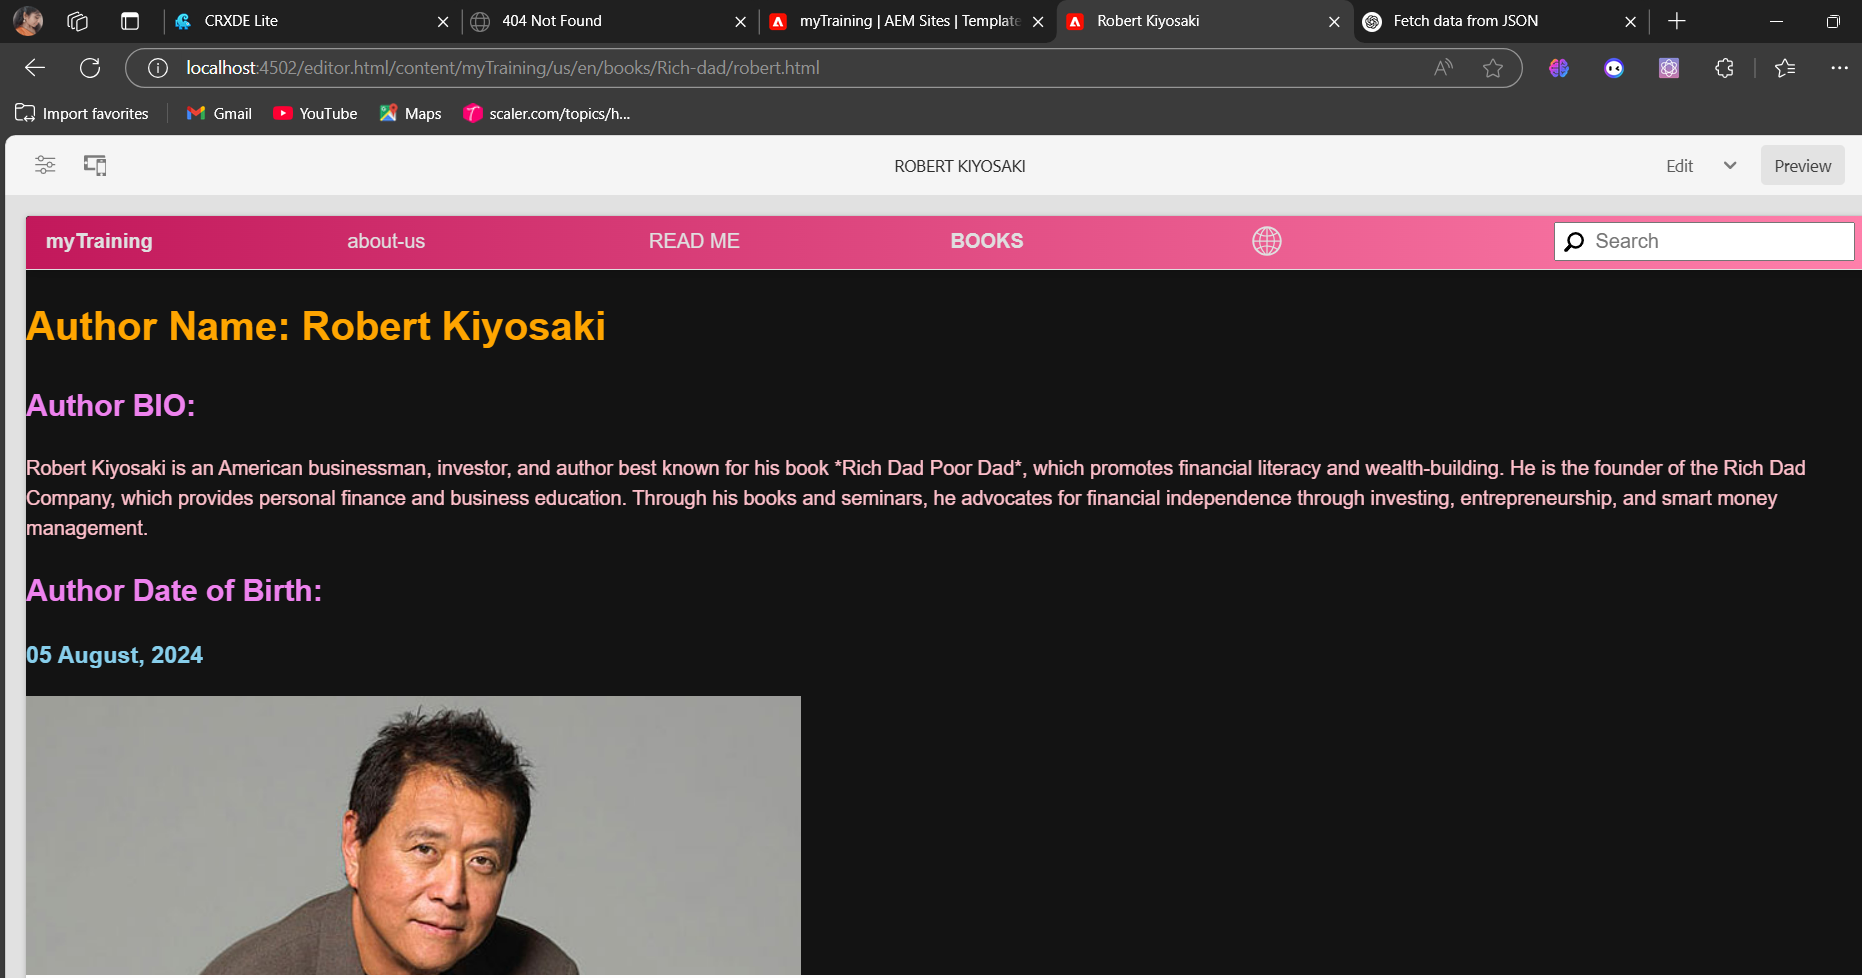 CRXDE Lite
404 Not Found
myTraining | AEM Sites | Template
Robert Kiyosaki
Fetch data from JSON
localhost:4502/editor.html/content/myTraining/us/en/books/Rich-dad/robert.html
Import favorites
Gmail
YouTube
Maps
scaler.com/topics/h...
ROBERT KIYOSAKI
Edit
Preview
myTraining
about-us
READ ME
BOOKS
Search
Author Name: Robert Kiyosaki
Author BIO:
Robert Kiyosaki is an American businessman, investor, and author best known for his book *Rich Dad Poor Dad*, which promotes financial literacy and wealth-building. He is the founder of the Rich Dad
Company, which provides personal finance and business education. Through his books and seminars, he advocates for financial independence through investing, entrepreneurship, and smart money
management.
Author Date of Birth:
05 August, 2024